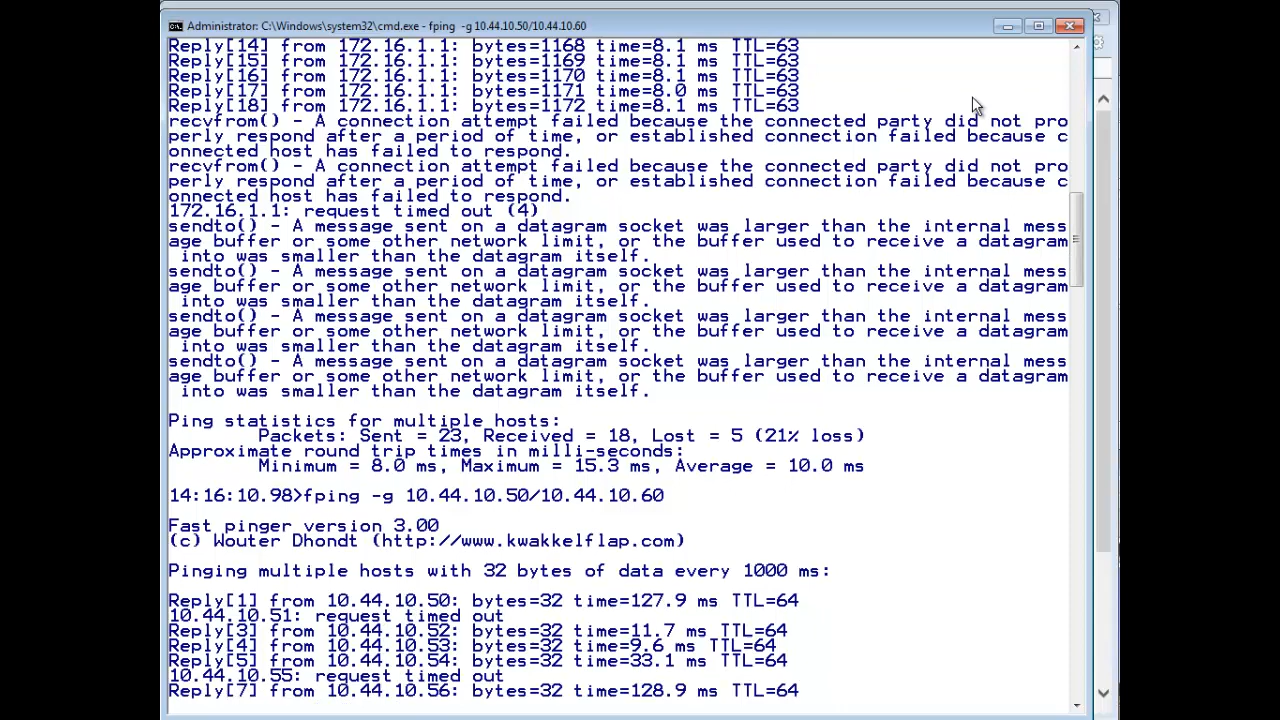 Administrator: C:\Windows\system32\cmd.exe - fping -g 10.44.10.50/10.44.10.60
Reply[14] from 172.16.1.1: bytes=1168 time=8.1 ms TTL=63
Reply[15] from 172.16.1.1: bytes=1169 time=8.1 ms TTL=63
Reply[16] from 172.16.1.1: bytes=1170 time=8.1 ms TTL=63
Reply[17] from 172.16.1.1: bytes=1171 time=8.0 ms TTL=63
Reply[18] from 172.16.1.1: bytes=1172 time=8.1 ms TTL=63
recvfrom() - A connection attempt failed because the connected party did not pro
perly respond after a period of time, or established connection failed because c
onnected host has failed to respond.
recvfrom() - A connection attempt failed because the connected party did not pro
perly respond after a period of time, or established connection failed because c
onnected host has failed to respond.
172.16.1.1: request timed out (4)
sendto() - A message sent on a datagram socket was larger than the internal mess
age buffer or some other network limit, or the buffer used to receive a datagram
 into was smaller than the datagram itself.
sendto() - A message sent on a datagram socket was larger than the internal mess
age buffer or some other network limit, or the buffer used to receive a datagram
 into was smaller than the datagram itself.
sendto() - A message sent on a datagram socket was larger than the internal mess
age buffer or some other network limit, or the buffer used to receive a datagram
 into was smaller than the datagram itself.
sendto() - A message sent on a datagram socket was larger than the internal mess
age buffer or some other network limit, or the buffer used to receive a datagram
 into was smaller than the datagram itself.
Ping statistics for multiple hosts:
Packets: Sent = 23, Received = 18, Lost = 5 (21% loss)
Approximate round trip times in milli-seconds:
Minimum = 8.0 ms, Maximum = 15.3 ms, Average = 10.0 ms
14:16:10.98>fping -g 10.44.10.50/10.44.10.60
Fast pinger version 3.00
(c) Wouter Dhondt (http://www.kwakkelflap.com)
Pinging multiple hosts with 32 bytes of data every 1000 ms:
Reply[1] from 10.44.10.50: bytes=32 time=127.9 ms TTL=64
10.44.10.51: request timed out
Reply[3] from 10.44.10.52: bytes=32 time=11.7 ms TTL=64
Reply[4] from 10.44.10.53: bytes=32 time=9.6 ms TTL=64
Reply[5] from 10.44.10.54: bytes=32 time=33.1 ms TTL=64
10.44.10.55: request timed out
Reply[7] from 10.44.10.56: bytes=32 time=128.9 ms TTL=64